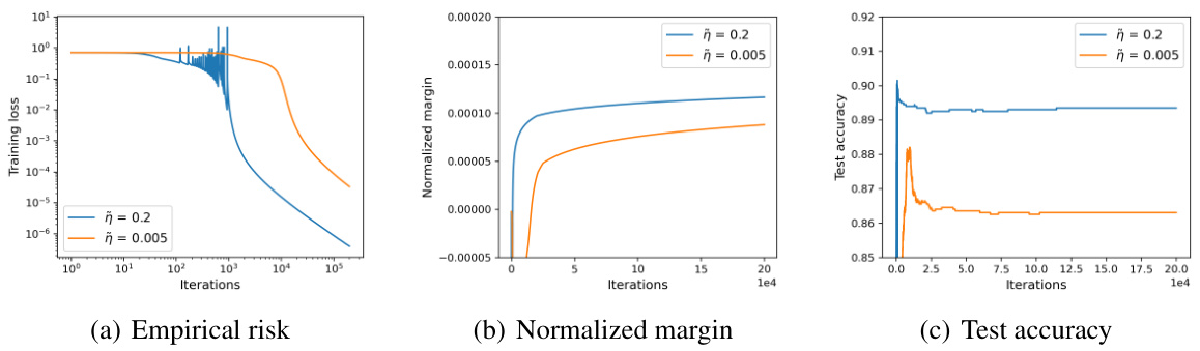 10¹
10⁰
10⁻¹
10⁻²
10⁻³
10⁻⁴
10⁻⁵
10⁻⁶
Training loss
η̃ = 0.2
η̃ = 0.005
10⁰ 10¹ 10² 10³ 10⁴ 10⁵
Iterations
(a) Empirical risk
0.00020
0.00015
0.00010
0.00005
0.00000
−0.00005
Normalized margin
η̃ = 0.2
η̃ = 0.005
0 5 10 15 20
1e4
Iterations
(b) Normalized margin
0.92
0.91
0.90
0.89
0.88
0.87
0.86
0.85
Test accuracy
η̃ = 0.2
η̃ = 0.005
0.0 2.5 5.0 7.5 10.0 12.5 15.0 17.5 20.0
1e4
Iterations
(c) Test accuracy